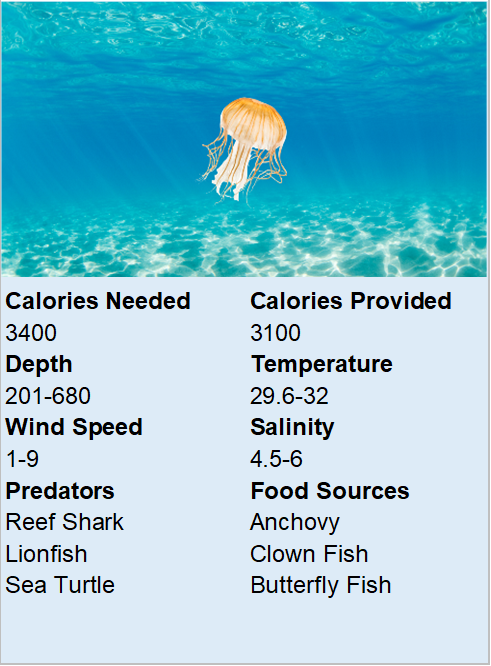 Calories Needed Calories Provided
3400 3100
Depth Temperature
201-680 29.6-32
Wind Speed Salinity
1-9 4.5-6
Predators Food Sources
Reef Shark Anchovy
Lionfish Clown Fish
Sea Turtle Butterfly Fish